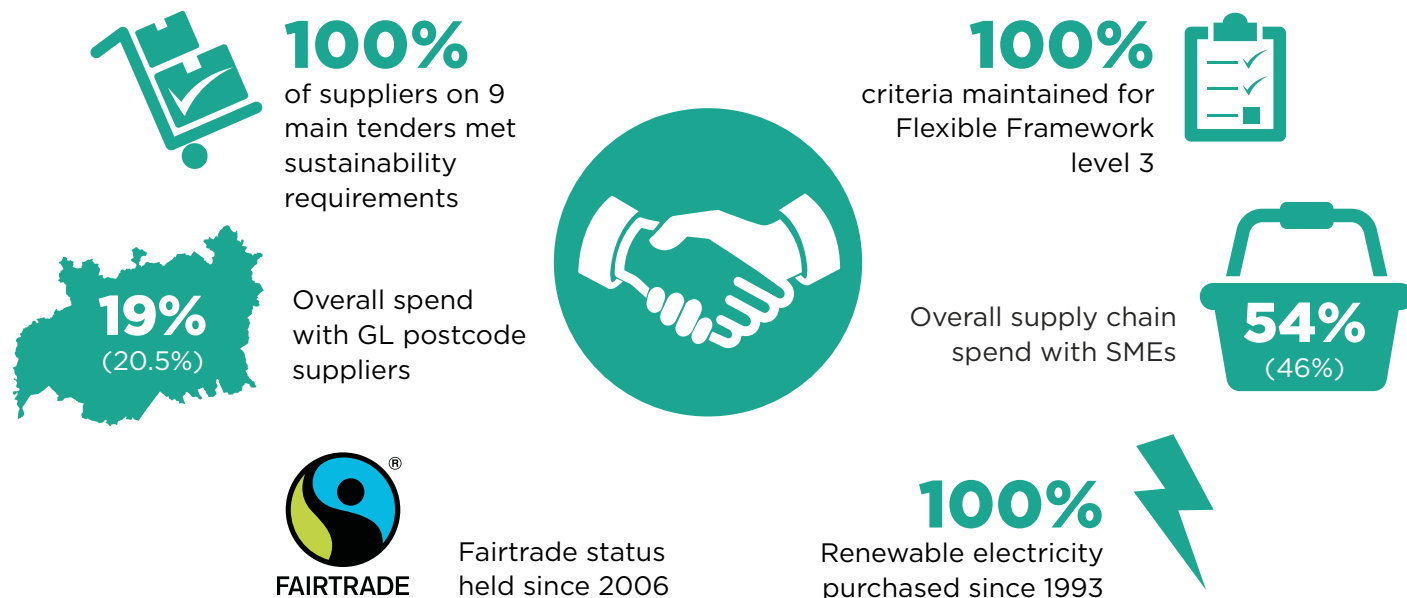 100%
of suppliers on 9
main tenders met
sustainability
requirements
100%
criteria maintained for
Flexible Framework
level 3
19%
(20.5%)
Overall spend
with GL postcode
suppliers
Overall supply chain
spend with SMEs
54%
(46%)
®
FAIRTRADE
Fairtrade status
held since 2006
100%
Renewable electricity
purchased since 1993